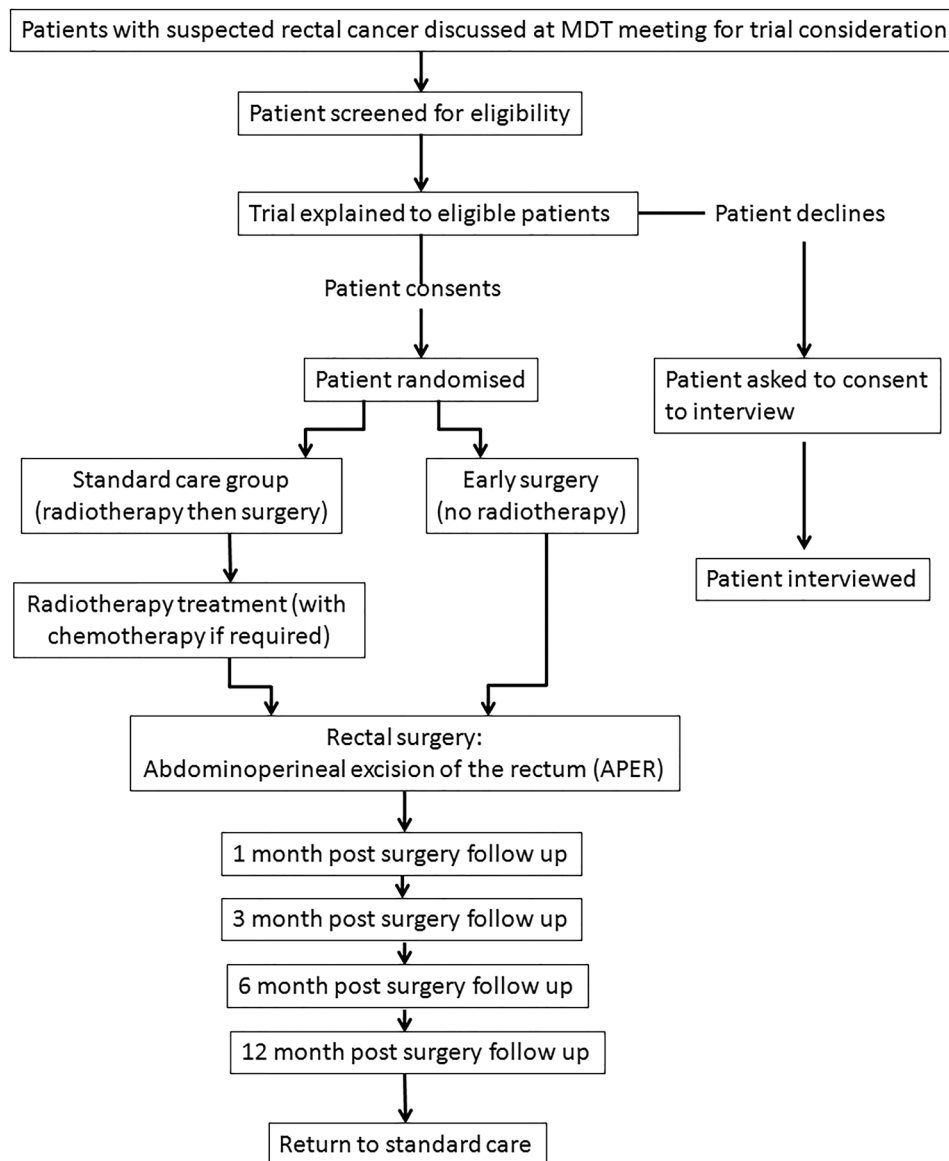 Patients with suspected rectal cancer discussed at MDT meeting for trial consideration
Patient screened for eligibility
Trial explained to eligible patients
Patient declines
Patient consents
Patient randomised
Patient asked to consent
to interview
Standard care group
(radiotherapy then surgery)
Early surgery
(no radiotherapy)
Patient interviewed
Radiotherapy treatment (with
chemotherapy if required)
Rectal surgery:
Abdominoperineal excision of the rectum (APER)
1 month post surgery follow up
3 month post surgery follow up
6 month post surgery follow up
12 month post surgery follow up
Return to standard care